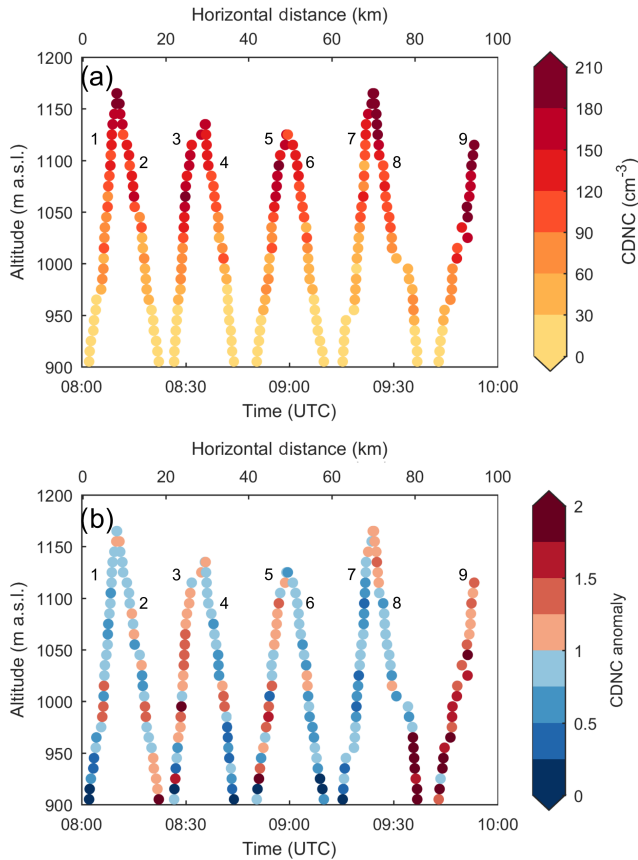 Horizontal distance (km)
0 20 40 60 80 100
(a)
1200
1150
1100
1050
1000
950
900
Altitude (m a.s.l.)
1 2 3 4 5 6 7 8 9
08:00 08:30 09:00 09:30 10:00
Time (UTC)
210
180
150
120
90
60
30
0
CDNC (cm⁻³)
Horizontal distance (km)
0 20 40 60 80 100
(b)
1200
1150
1100
1050
1000
950
900
Altitude (m a.s.l.)
1 2 3 4 5 6 7 8 9
08:00 08:30 09:00 09:30 10:00
Time (UTC)
2
1.5
1
0.5
0
CDNC anomaly